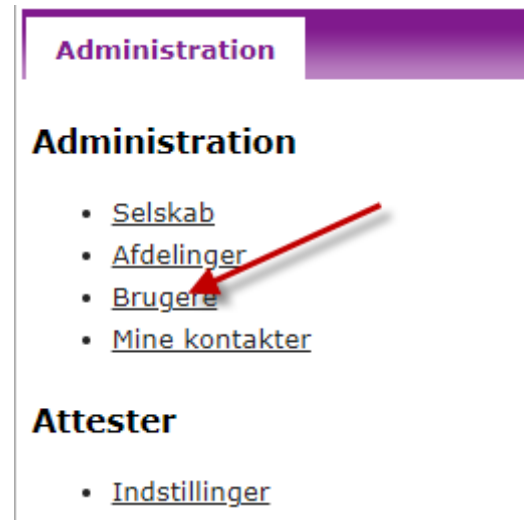 Administration
Administration
Selskab
Afdelinger
Brugere
Mine kontakter
Attester
Indstillinger